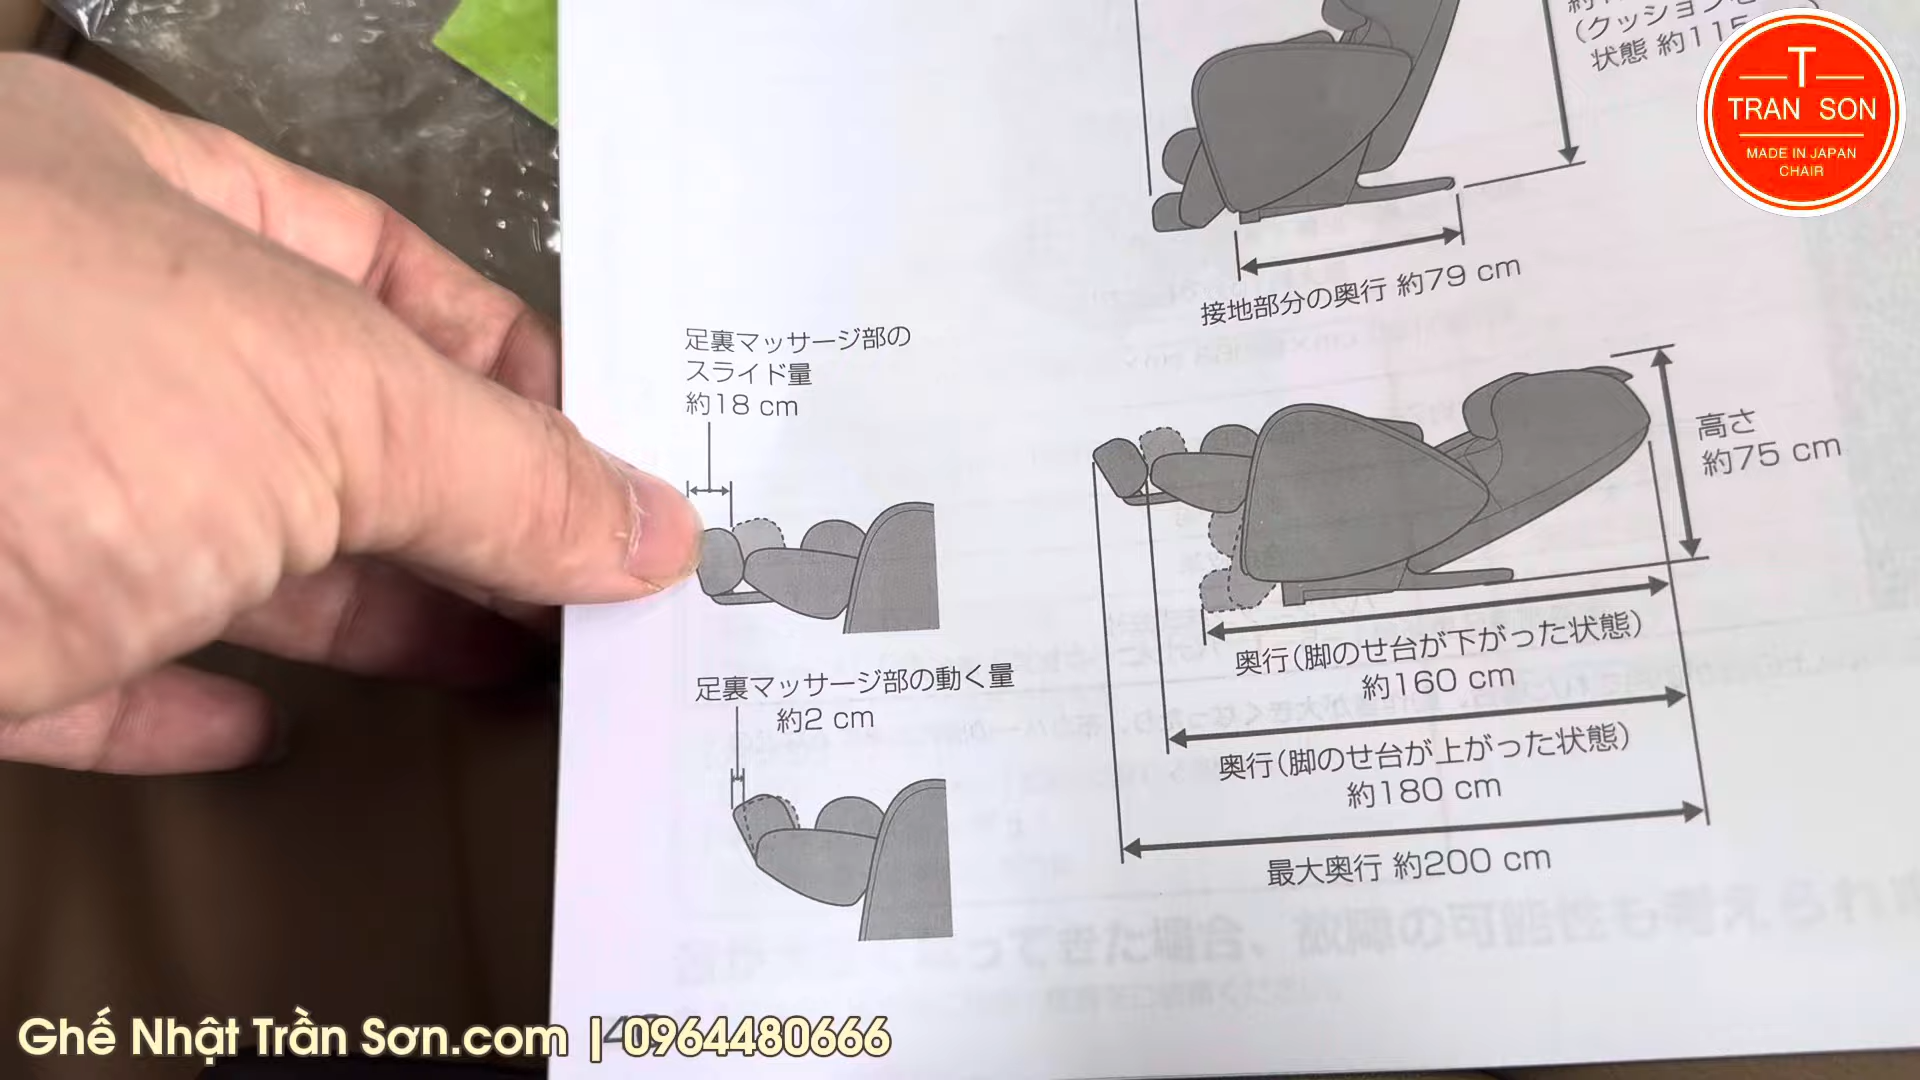 (クッション
状態 約11
T
TRAN SON
MADE IN JAPAN
CHAIR
接地部分の奥行 約79 cm
足裏マッサージ部の
スライド量
約18 cm
高さ
約75 cm
奥行(脚のせ台が下がった状態)
約160 cm
足裏マッサージ部の動く量
約2 cm
奥行(脚のせ台が上がった状態)
約180 cm
最大奥行 約200 cm
Ghế Nhật Trần Sơn.com | 0964480666